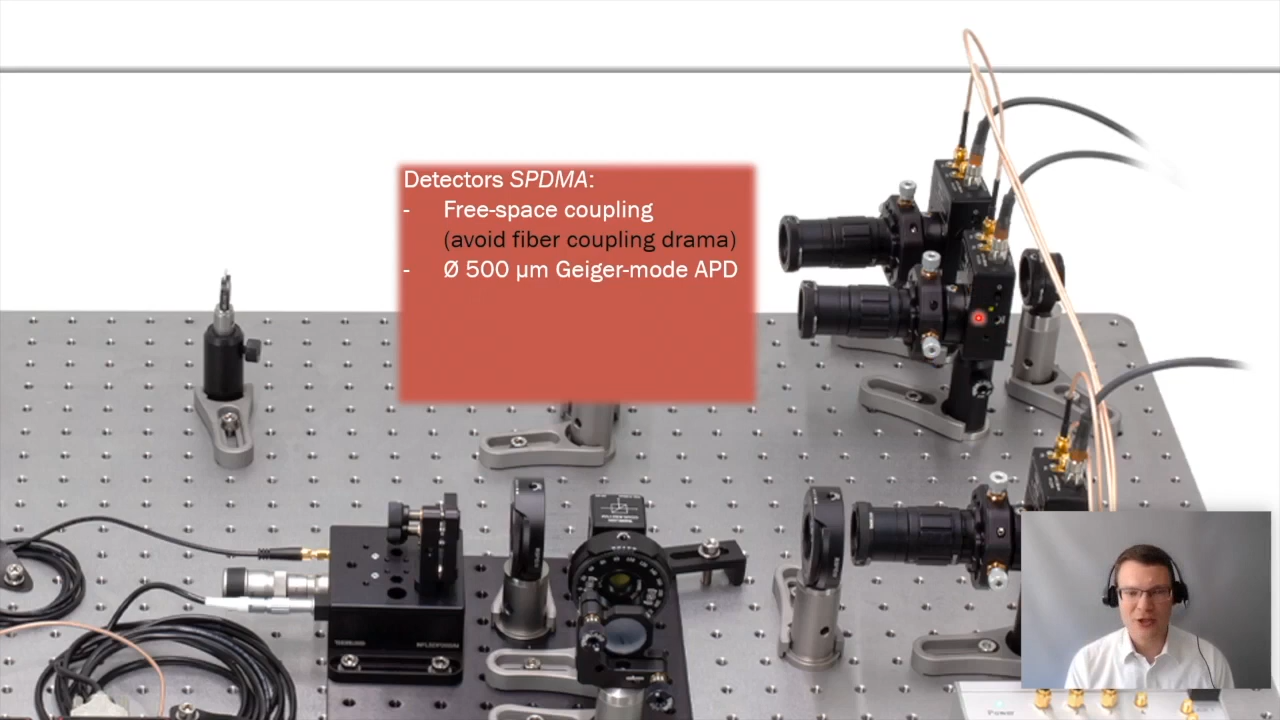 Detectors SPDMA:
- Free-space coupling
(avoid fiber coupling drama)
- Ø 500 µm Geiger-mode APD